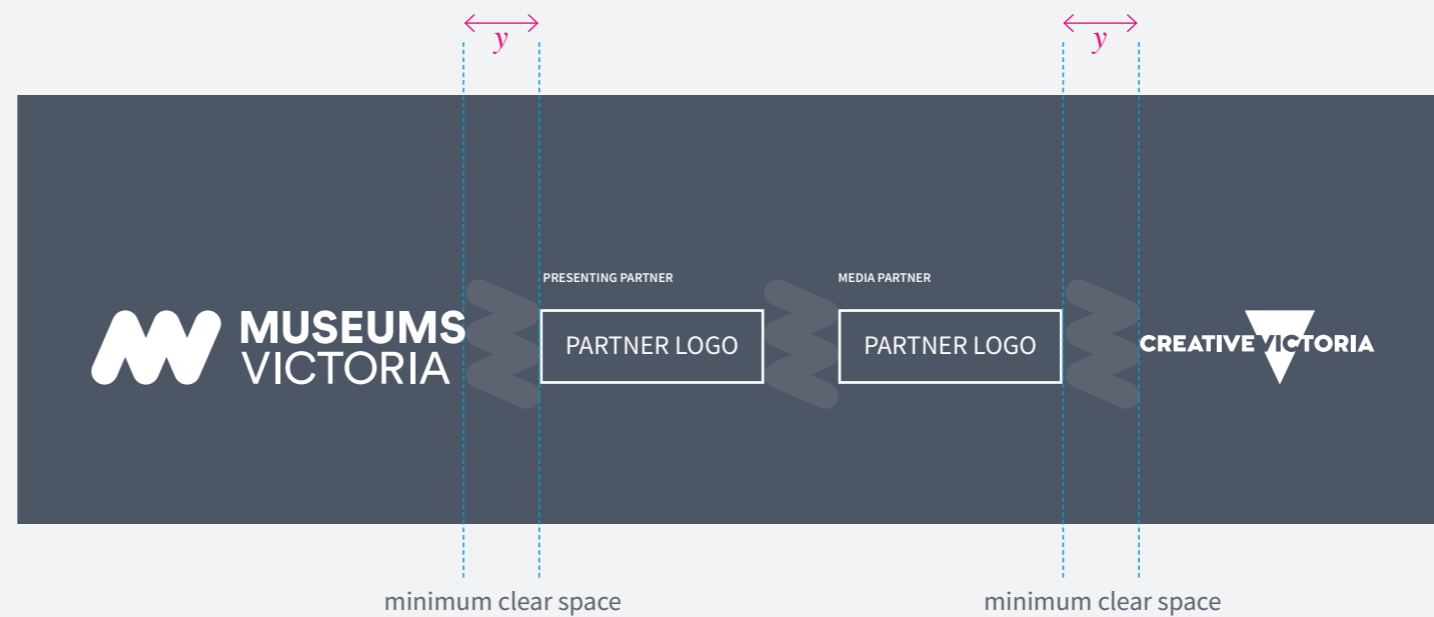 y
y
PRESENTING PARTNER
MEDIA PARTNER
MUSEUMS
VICTORIA
PARTNER LOGO
PARTNER LOGO
CREATIVE VICTORIA
minimum clear space
minimum clear space